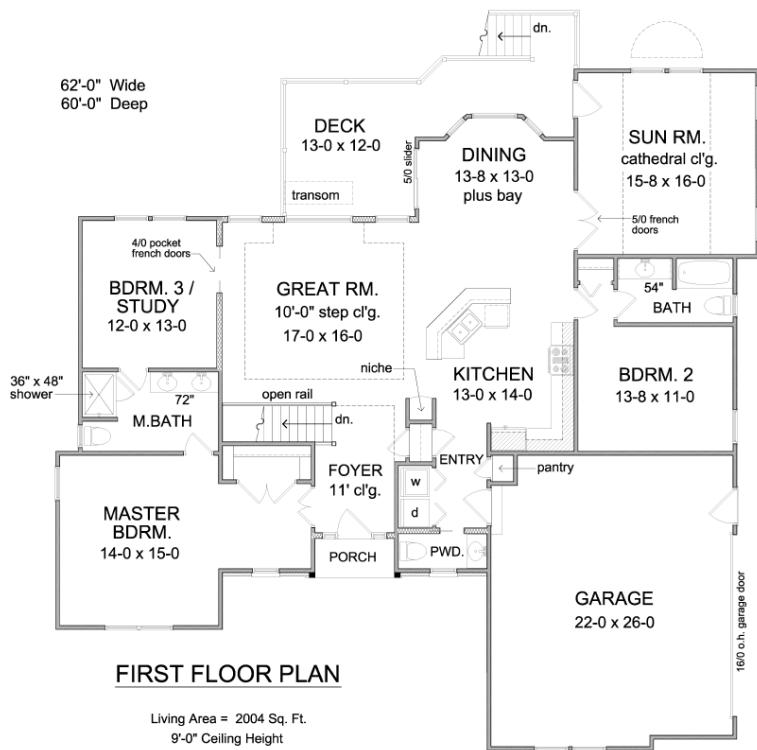 62'-0" Wide
60'-0" Deep
dn.
DECK
13-0 x 12-0
transom
5/0 slider
DINING
13-8 x 13-0
plus bay
SUN RM.
cathedral cl'g.
15-8 x 16-0
5/0 french
doors
4/0 pocket
french doors
BDRM. 3 /
STUDY
12-0 x 13-0
GREAT RM.
10'-0" step cl'g.
17-0 x 16-0
54"
BATH
36" x 48"
shower
72"
M.BATH
open rail
dn.
niche
KITCHEN
13-0 x 14-0
BDRM. 2
13-8 x 11-0
ENTRY
pantry
FOYER
11' cl'g.
w
d
MASTER
BDRM.
14-0 x 15-0
PORCH
PWD.
GARAGE
22-0 x 26-0
16/0 o.h. garage door
FIRST FLOOR PLAN
Living Area = 2004 Sq. Ft.
9'-0" Ceiling Height